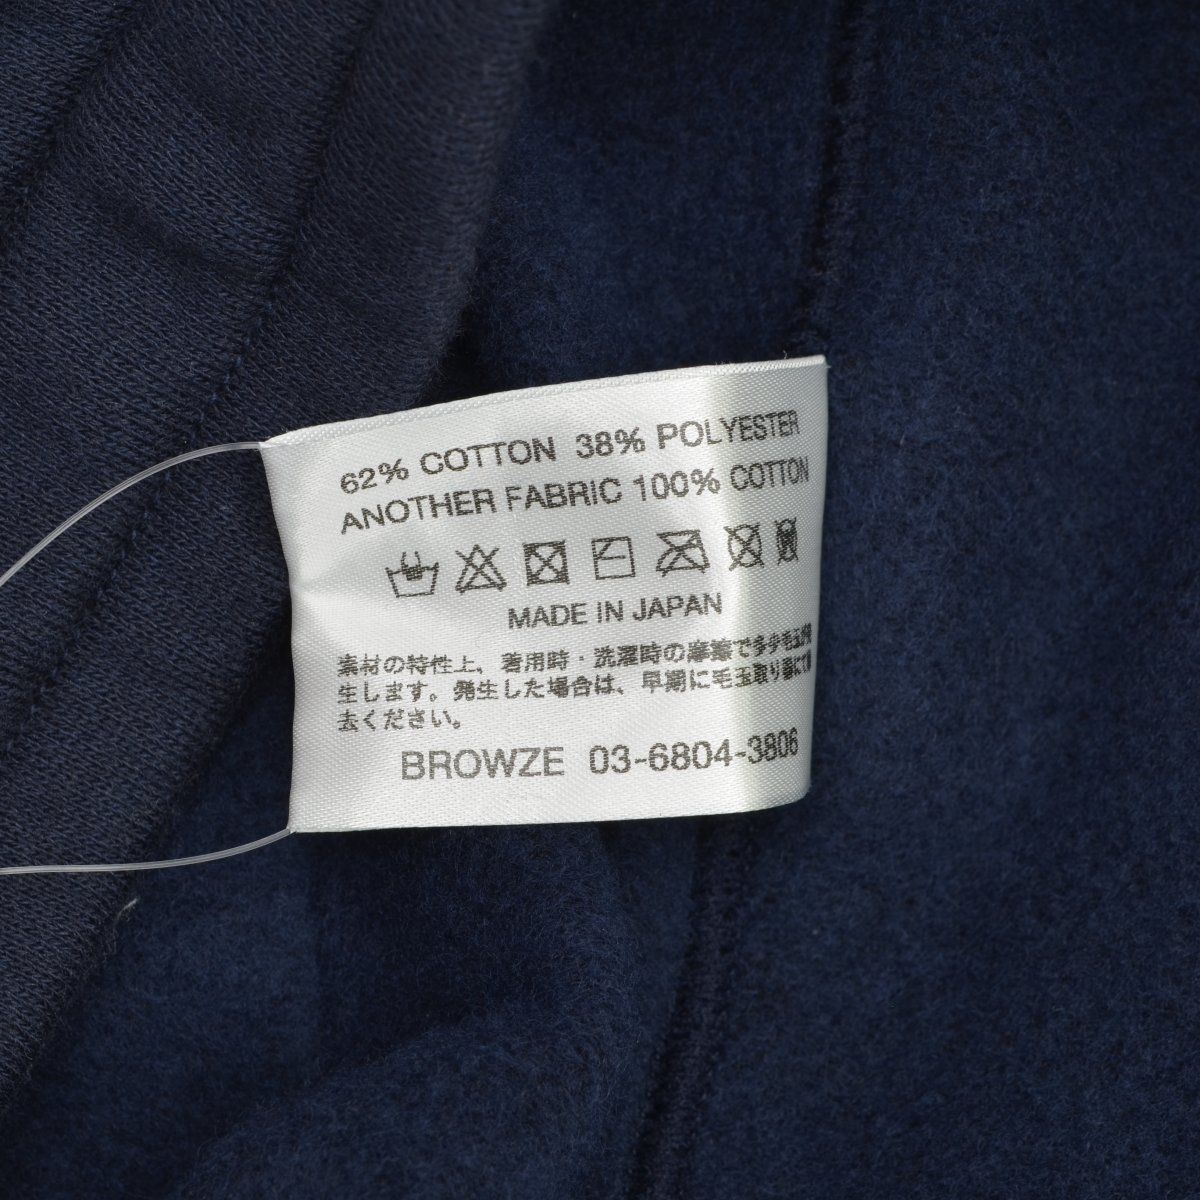 62% COTTON 38% POLYESTER
ANOTHER FABRIC 100% COTTON
MADE IN JAPAN
素材の特性上、着用時・洗濯時の摩擦で多少毛玉が発
生します。発生した場合は、早期に毛玉取り器にて除
去ください。
BROWZE 03-6804-3806